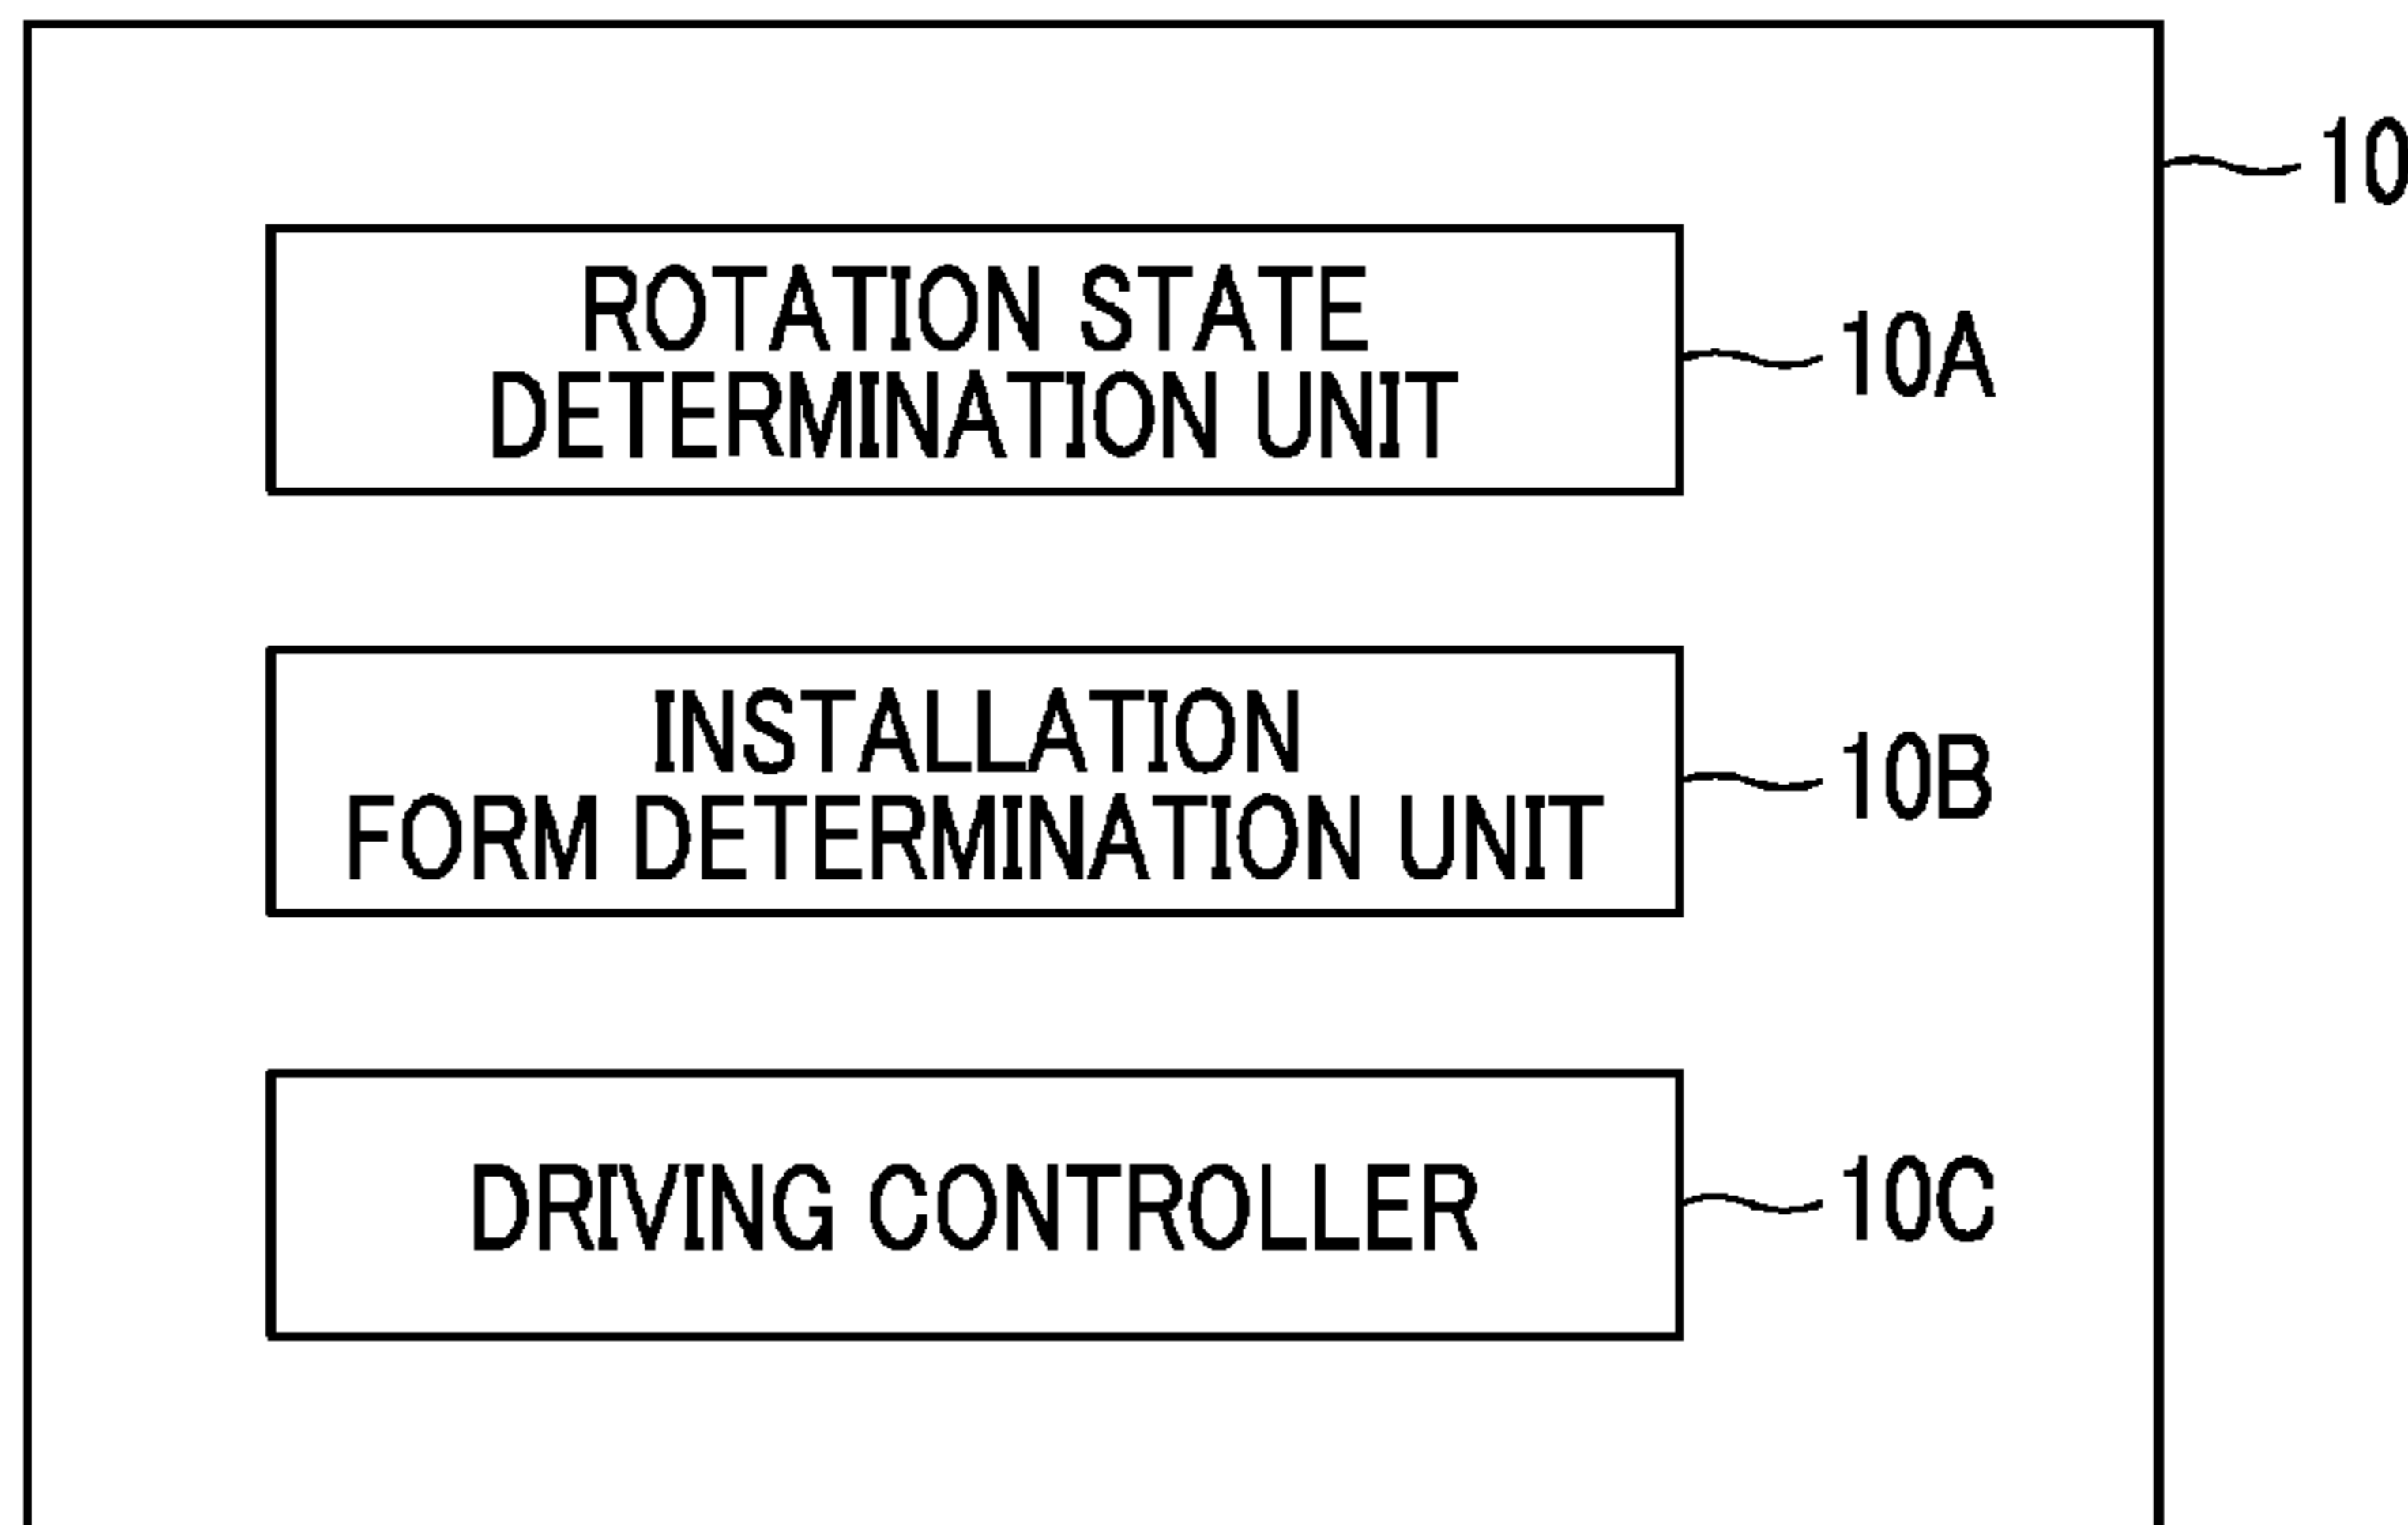 10
ROTATION STATE
DETERMINATION UNIT
10A
INSTALLATION
FORM DETERMINATION UNIT
10B
DRIVING CONTROLLER
10C